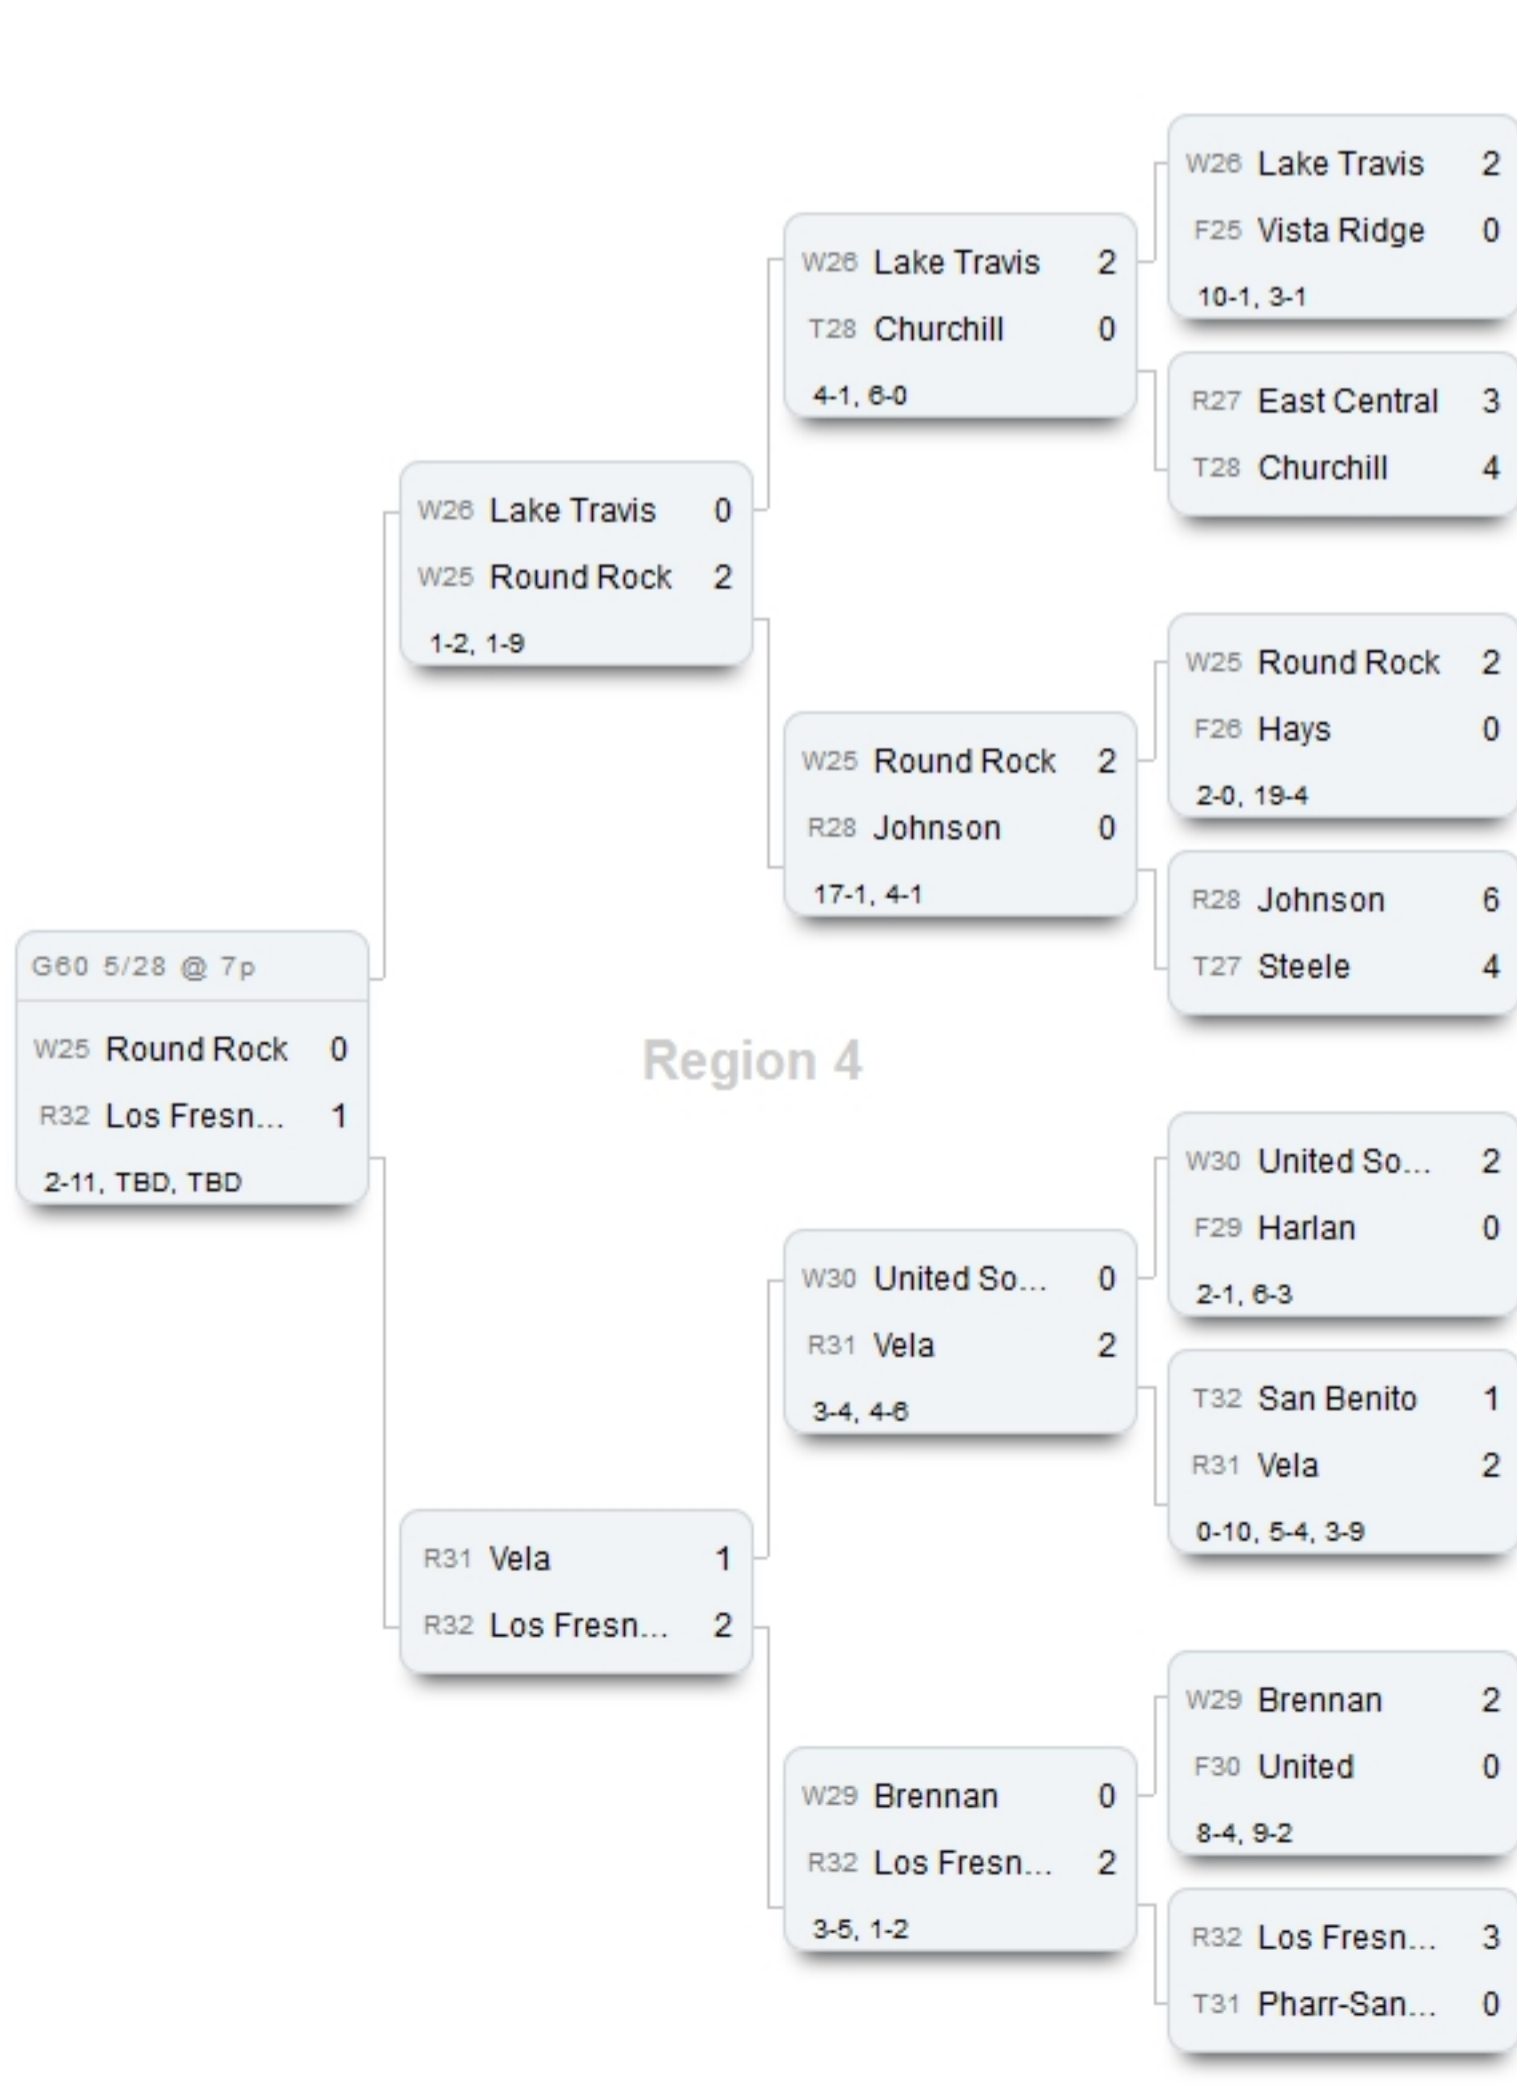 W26 Lake Travis 2
F25 Vista Ridge 0
10-1, 3-1
W26 Lake Travis 2
T28 Churchill 0
4-1, 6-0
R27 East Central 3
T28 Churchill 4
W26 Lake Travis 0
W25 Round Rock 2
1-2, 1-9
W25 Round Rock 2
F26 Hays 0
2-0, 19-4
W25 Round Rock 2
R28 Johnson 0
17-1, 4-1
R28 Johnson 6
T27 Steele 4
G60 5/28 @ 7p
W25 Round Rock 0
R32 Los Fresn... 1
2-11, TBD, TBD
Region 4
W30 United So... 2
F29 Harlan 0
2-1, 6-3
W30 United So... 0
R31 Vela 2
3-4, 4-6
T32 San Benito 1
R31 Vela 2
0-10, 5-4, 3-9
R31 Vela 1
R32 Los Fresn... 2
W29 Brennan 2
F30 United 0
8-4, 9-2
W29 Brennan 0
R32 Los Fresn... 2
3-5, 1-2
R32 Los Fresn... 3
T31 Pharr-San... 0